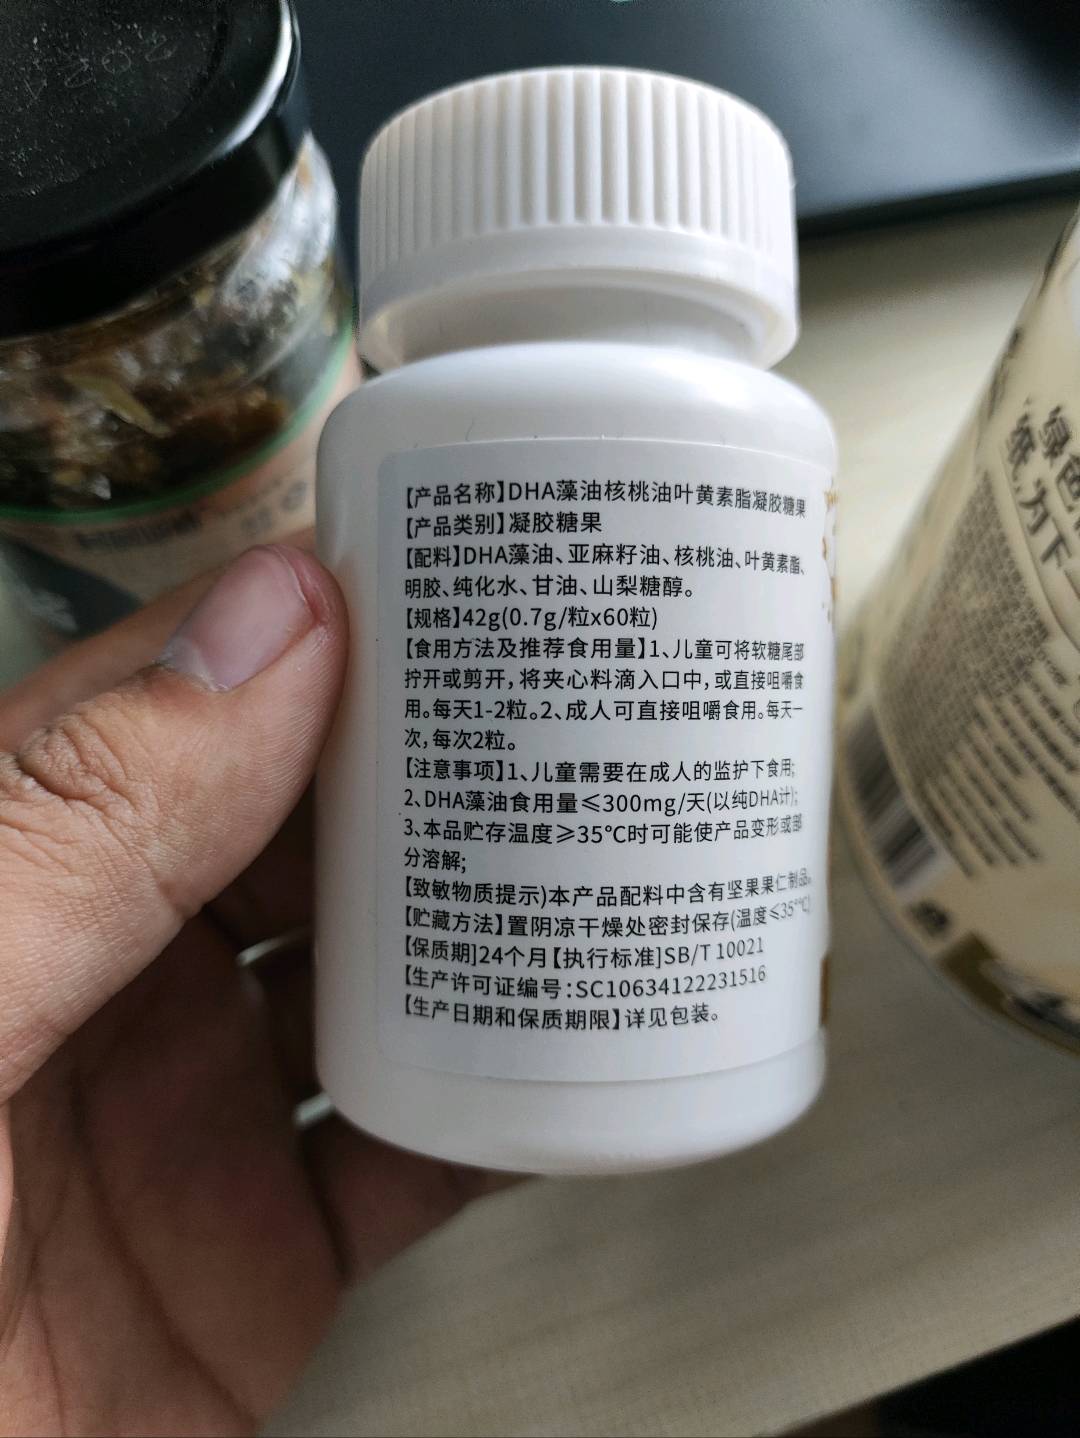 【产品名称】DHA藻油核桃油叶黄素脂凝胶糖果
【产品类别】凝胶糖果
【配料】DHA藻油、亚麻籽油、核桃油、叶黄素酯、
明胶、纯化水、甘油、山梨糖醇。
【规格】42g(0.7g/粒x60粒)
【食用方法及推荐食用量】1、儿童可将软糖尾部
拧开或剪开,将夹心料滴入口中,或直接咀嚼食
用。每天1-2粒。2、成人可直接咀嚼食用。每天一
次,每次2粒。
【注意事项】1、儿童需要在成人的监护下食用;
2、DHA藻油食用量≤300mg/天(以纯DHA计);
3、本品贮存温度≥35℃时可能使产品变形或部
分溶解;
【致敏物质提示)本产品配料中含有坚果果仁制品。
【贮藏方法】置阴凉干燥处密封保存(温度≤35℃)
【保质期]24个月【执行标准]SB/T 10021
【生产许可证编号:SC10634122231516
【生产日期和保质期限】详见包装。
绿色
纸,为下一